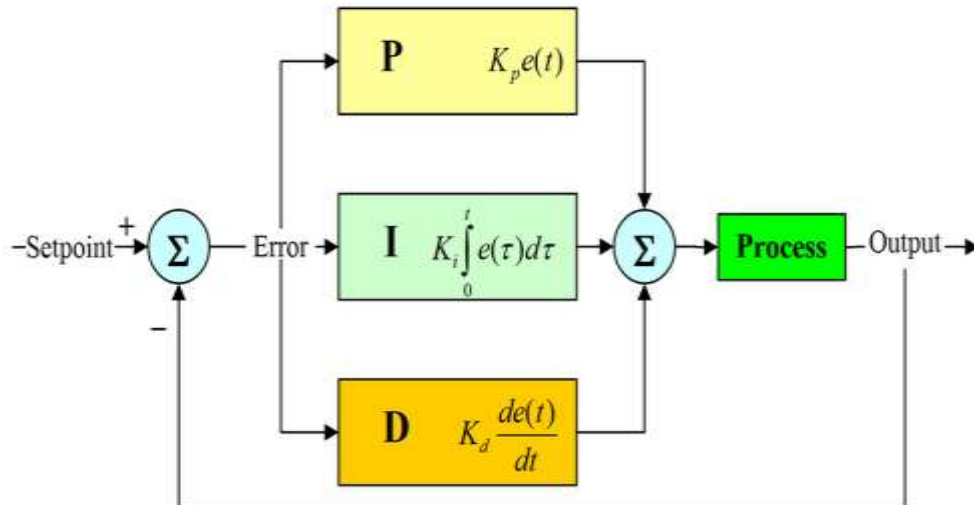 P K_p e(t)
+
–Setpoint Σ Error I K_i ∫_0^t e(τ)dτ Σ Process Output
–
D K_d de(t)/dt